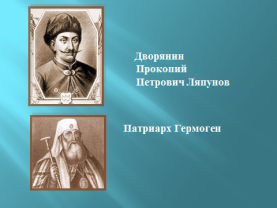 Дворянин
Прокопий
Петрович Ляпунов
Патриарх Гермоген